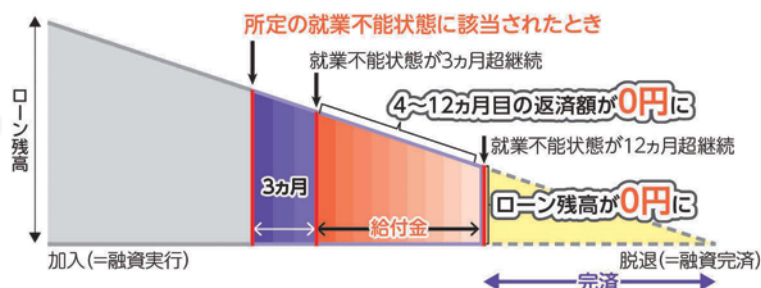 所定の就業不能状態に該当されたとき
就業不能状態が3ヵ月超継続
4〜12ヵ月目の返済額が0円に
就業不能状態が12ヵ月超継続
ローン残高
3ヵ月
給付金
ローン残高が0円に
加入(=融資実行)
脱退(=融資完済)
完済